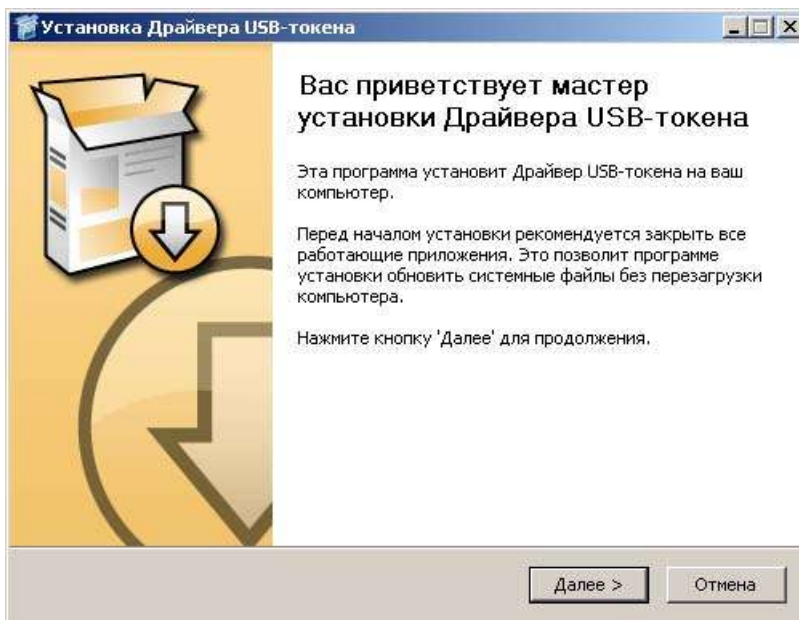 Установка Драйвера USB-токена
Вас приветствует мастер
установки Драйвера USB-токена
Эта программа установит Драйвер USB-токена на ваш
компьютер.
Перед началом установки рекомендуется закрыть все
работающие приложения. Это позволит программе
установки обновить системные файлы без перезагрузки
компьютера.
Нажмите кнопку 'Далее' для продолжения.
Далее >
Отмена